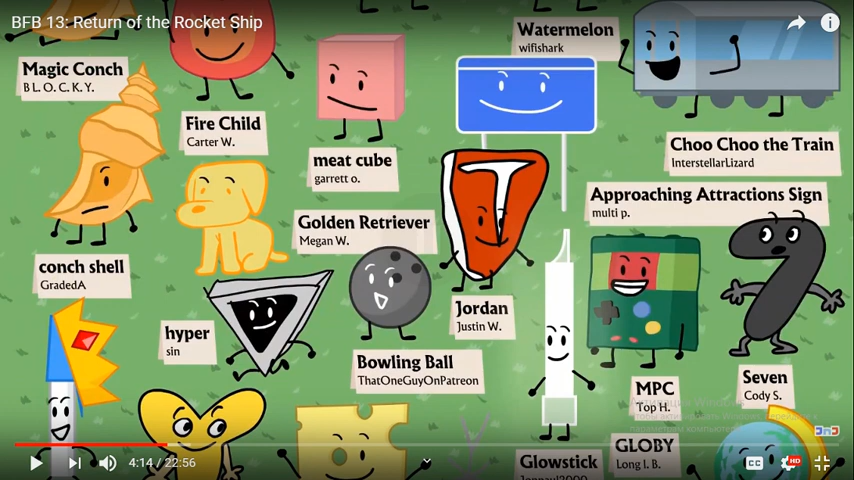 BFB 13: Return of the Rocket Ship
Watermelon
wifishark
Magic Conch
B L. O. C. K. Y.
Fire Child
Carter W.
meat cube
garrett o.
Choo Choo the Train
InterstellarLizard
Approaching Attractions Sign
multi p.
Golden Retriever
Megan W.
conch shell
GradedA
Jordan
Justin W.
hyper
sin
Bowling Ball
ThatOneGuyOnPatreon
MPC
Top H.
Seven
Cody S.
GLOBY
Long I. B.
Glowstick
4:14 / 22:56
CC
HD